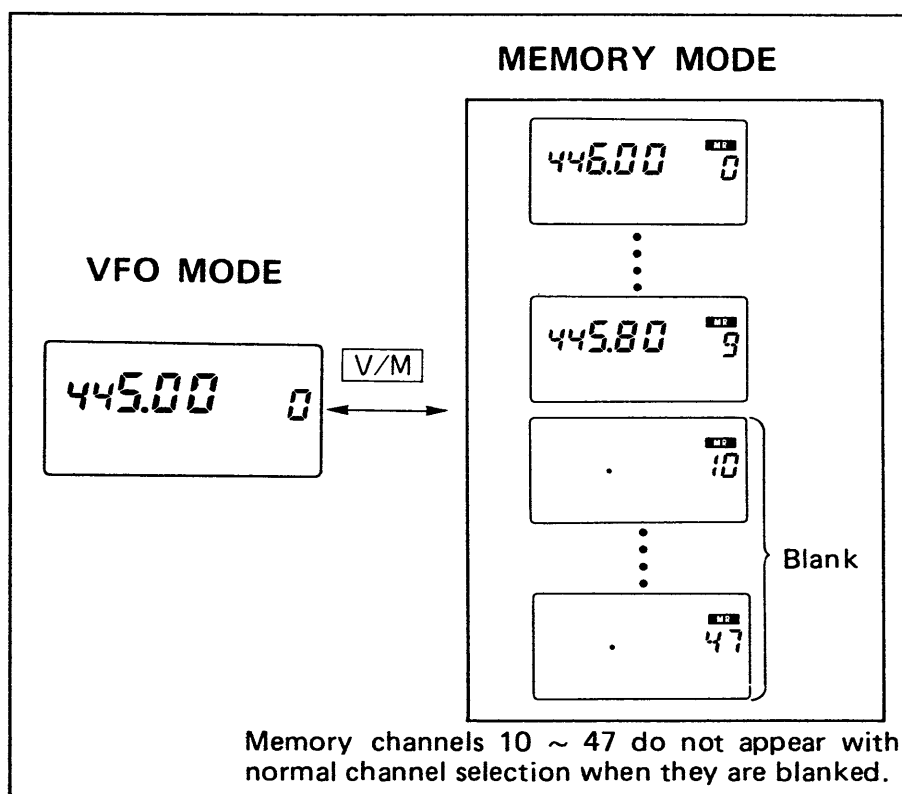 MEMORY MODE
446.00 MR 0
VFO MODE
445.80 MR 9
445.00 0
V/M
. MR 10
Blank
. MR 47
Memory channels 10 ~ 47 do not appear with
normal channel selection when they are blanked.